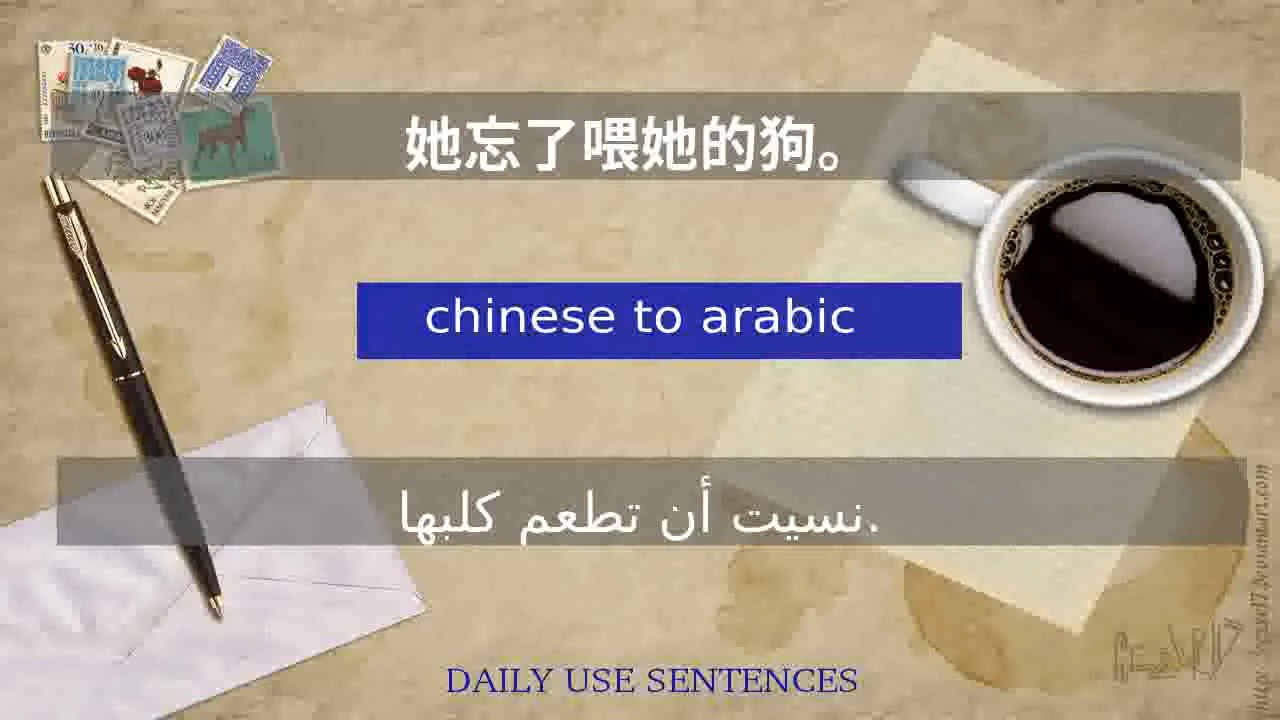 她忘了喂她的狗。
chinese to arabic
نسيت أن تطعم كلبها.
DAILY USE SENTENCES